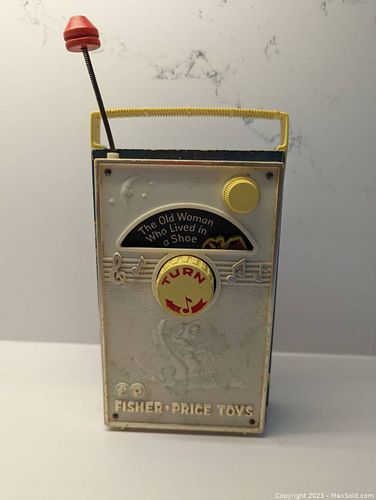 The Old Woman
Who Lived in
a Shoe
TURN
FISHER-PRICE TOYS
Copyright 2023 - MaxSold.com